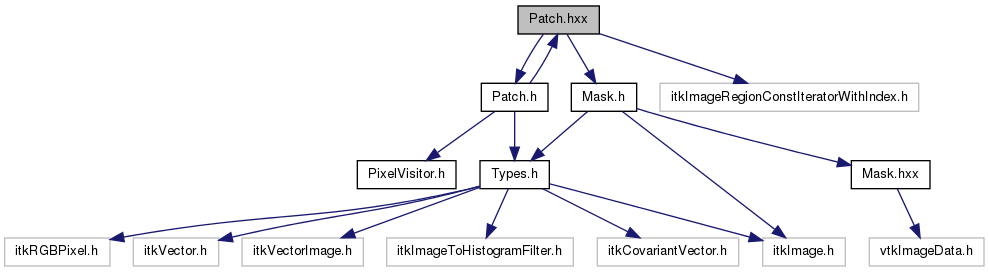 Patch.hxx
Patch.h
Mask.h
itkImageRegionConstIteratorWithIndex.h
PixelVisitor.h
Types.h
Mask.hxx
itkRGBPixel.h
itkVector.h
itkVectorImage.h
itkImageToHistogramFilter.h
itkCovariantVector.h
itkImage.h
vtkImageData.h